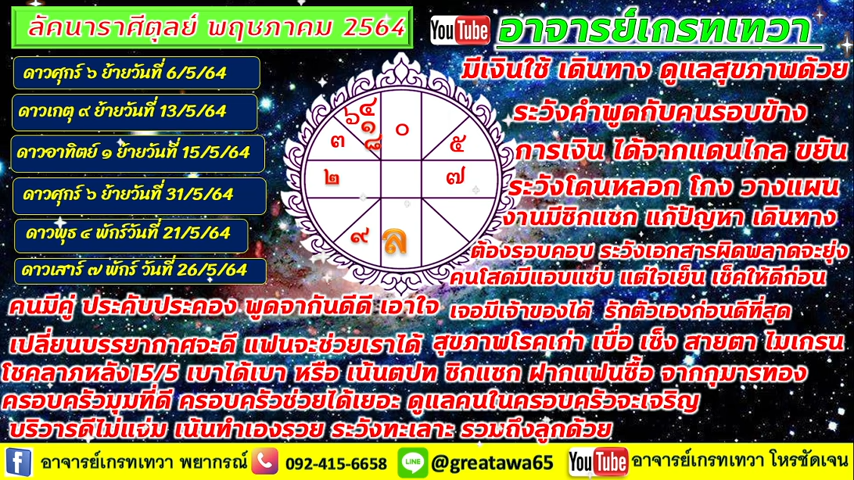 ลัคนาราศีตุลย์ พฤษภาคม 2564
YouTube อาจารย์เกรทเทวา
ดาวศุกร์ ๖ ย้ายวันที่ 6/5/64
ดาวเกตุ ๙ ย้ายวันที่ 13/5/64
ดาวอาทิตย์ ๑ ย้ายวันที่ 15/5/64
ดาวศุกร์ ๖ ย้ายวันที่ 31/5/64
ดาวพุธ ๔ พักร์วันที่ 21/5/64
ดาวเสาร์ ๗ พักร์ วันที่ 26/5/64
๖ ๔
๑
๘
๐
๓
๕
๒
๗
๙
ล
มีเงินใช้ เดินทาง ดูแลสุขภาพด้วย
ระวังคำพูดกับคนรอบข้าง
การเงิน ได้จากแดนไกล ขยัน
ระวังโดนหลอก โกง วางแผน
งานมีซิกแซก แก้ปัญหา เดินทาง
ต้องรอบคอบ ระวังเอกสารผิดพลาดจะยุ่ง
คนโสดมีแอบแซ่บ แต่ใจเย็น เช็คให้ดีก่อน
คนมีคู่ ประคับประคอง พูดจากันดีดี เอาใจ เจอมีเจ้าของได้ รักตัวเองก่อนดีที่สุด
เปลี่ยนบรรยากาศจะดี แฟนจะช่วยเราได้ สุขภาพโรคเก่า เบื่อ เซ็ง สายตา ไมเกรน
โชคลาภหลัง15/5 เบาได้เบา หรือ เน้นตปท ซิกแซก ฝากแฟนซื้อ จากกุมารทอง
ครอบครัวมุมที่ดี ครอบครัวช่วยได้เยอะ ดูแลคนในครอบครัวจะเจริญ
บริวารดีไม่แจ่ม เน้นทำเองรวย ระวังทะเลาะ รวมถึงลูกด้วย
f อาจารย์เกรทเทวา พยากรณ์ 092-415-6658 LINE @greatawa65 YouTube อาจารย์เกรทเทวา โหรชัดเจน